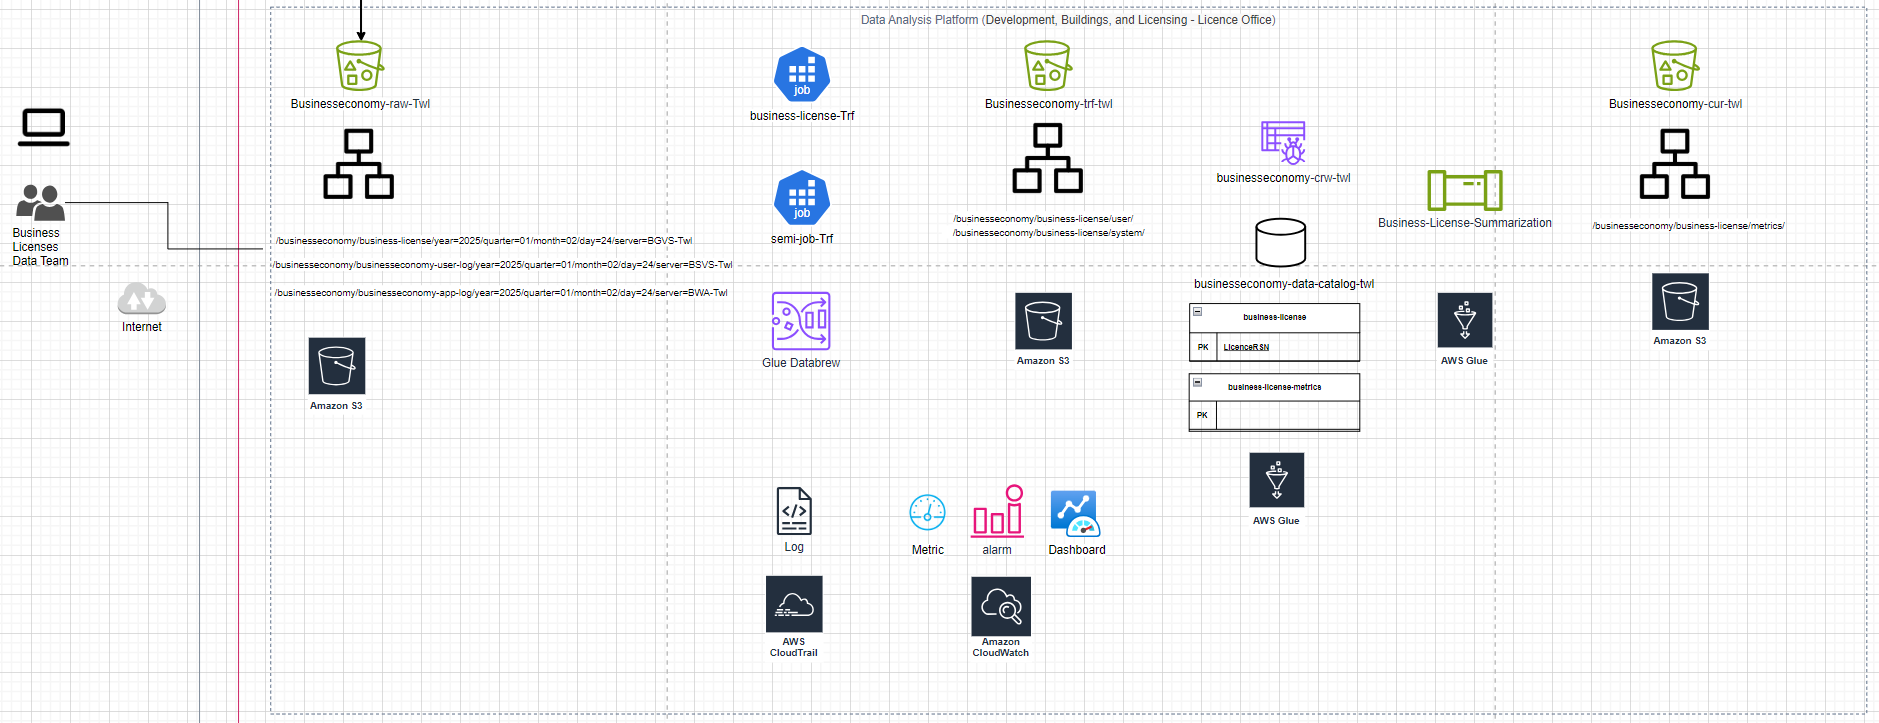 Data Analysis Platform (Development, Buildings, and Licensing - Licence Office)
Businesseconomy-raw-Twl
job
business-License-Trf
Businesseconomy-trf-twl
Businesseconomy-cur-twl
job
semi-job-Trf
businesseconomy-crw-twl
Business-License-Summarization
Business
Licenses
Data Team
Internet
/businesseconomy/business-license/year=2025/quarter=01/month=02/day=24/server=BGVS-Twl
/businesseconomy/businesseconomy-user-log/year=2025/quarter=01/month=02/day=24/server=BSVS-Twl
/businesseconomy/businesseconomy-app-log/year=2025/quarter=01/month=02/day=24/server=BWA-Twl
/businesseconomy/business-license/user/
/businesseconomy/business-license/system/
/businesseconomy/business-license/metrics/
businesseconomy-data-catalog-twl
business-license
PK
LicenceRSN
business-license-metrics
PK
Glue Databrew
Amazon S3
Amazon S3
AWS Glue
Amazon S3
AWS Glue
Log
Metric
alarm
Dashboard
AWS
CloudTrail
Amazon
CloudWatch